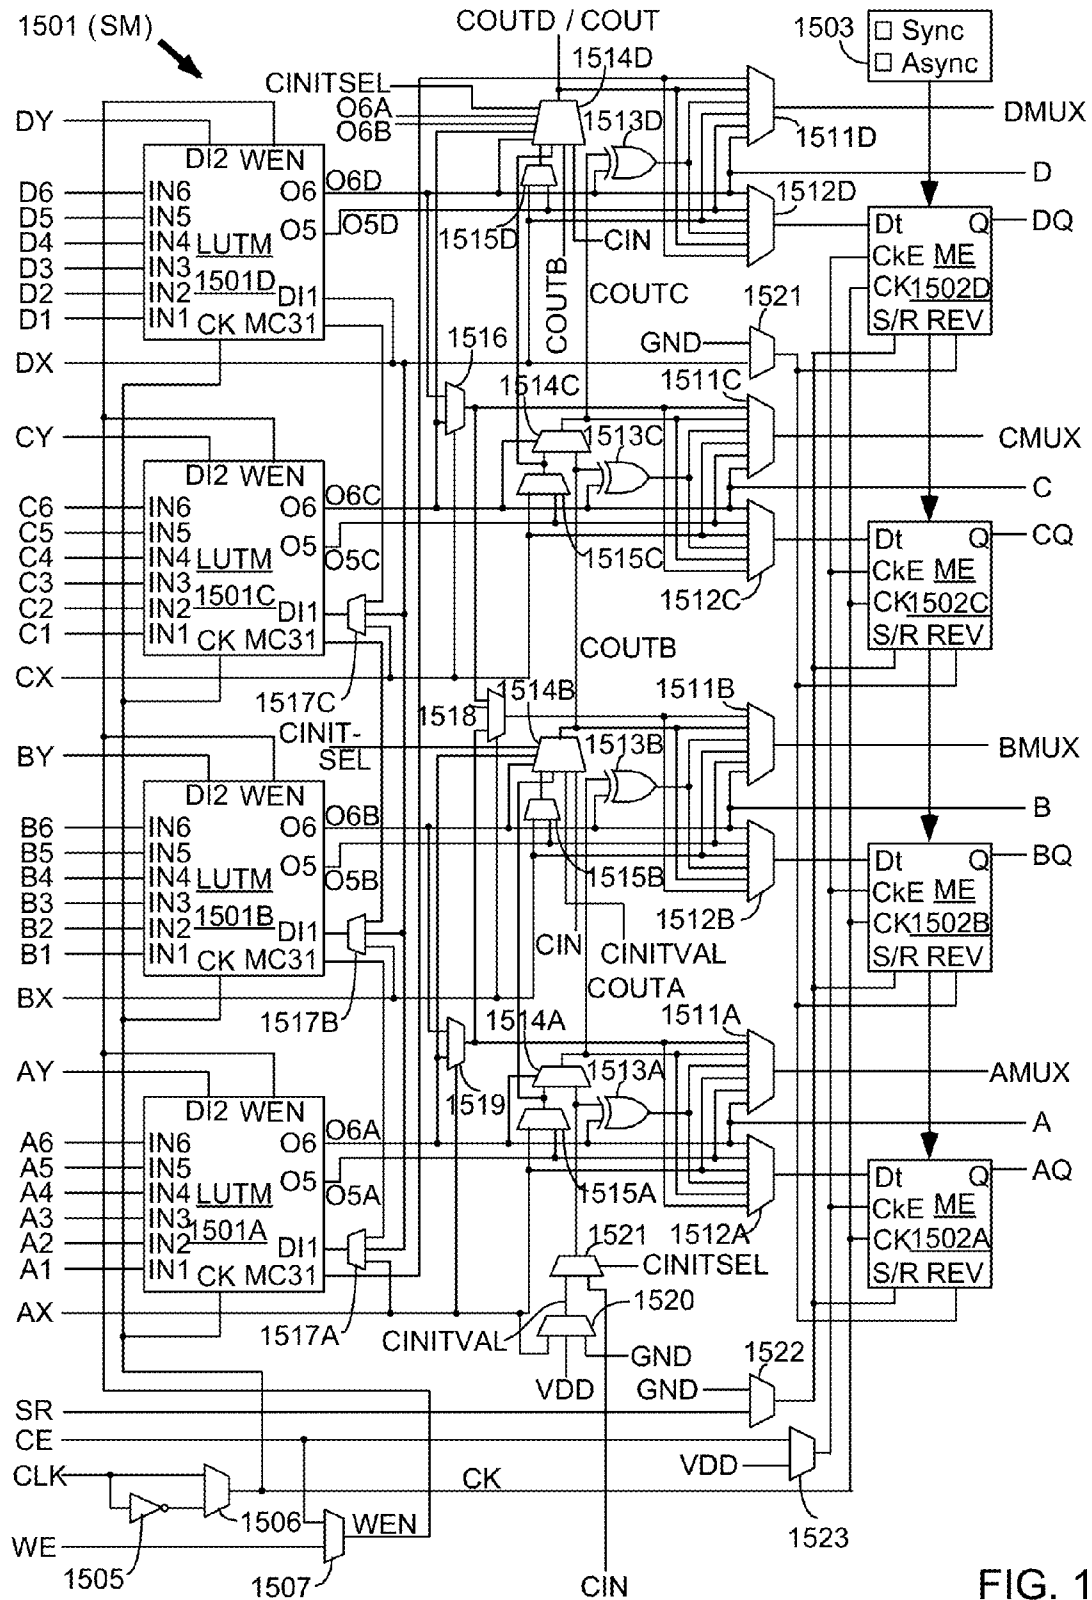 1501 (SM)
COUTD / COUT
1503
Sync
Async
CINITSEL
1514D
O6A
O6B
1513D
DMUX
1511D
DY
DI2 WEN
D6
D5
D4
D3
D2
D1
IN6
IN5
IN4
IN3
IN2
IN1
LUTM
1501D
O6
O5
DI1
CK MC31
O6D
O5D
1515D
CIN
COUTB
COUTC
1512D
D
DQ
Dt Q
CkE ME
CK 1502D
S/R REV
DX
1516
GND
1521
1514C
1511C
CMUX
CY
DI2 WEN
1513C
C6
C5
C4
C3
C2
C1
IN6
IN5
IN4
IN3
IN2
IN1
LUTM
1501C
O6
O5
DI1
CK MC31
O6C
O5C
1515C
1512C
C
CQ
Dt Q
CkE ME
CK 1502C
S/R REV
CX
1517C
COUTB
1518
1514B
1511B
CINIT-
SEL
1513B
BMUX
BY
DI2 WEN
B6
B5
B4
B3
B2
B1
IN6
IN5
IN4
IN3
IN2
IN1
LUTM
1501B
O6
O5
DI1
CK MC31
O6B
O5B
1515B
1512B
B
BQ
Dt Q
CkE ME
CK 1502B
S/R REV
CIN
CINITVAL
BX
1517B
COUTA
1514A
1511A
1513A
AMUX
AY
1519
DI2 WEN
A6
A5
A4
A3
A2
A1
IN6
IN5
IN4
IN3
IN2
IN1
LUTM
1501A
O6
O5
DI1
CK MC31
O6A
O5A
1515A
1512A
A
AQ
Dt Q
CkE ME
CK 1502A
S/R REV
1521
CINITSEL
AX
1517A
CINITVAL
1520
GND
VDD
GND
1522
SR
CE
CLK
CK
VDD
1523
1506
WEN
WE
1505
1507
CIN
FIG. 1